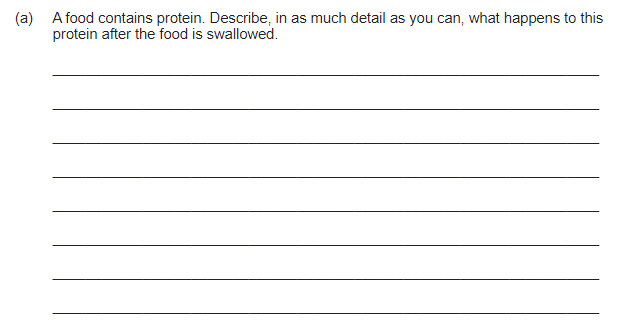 (a) A food contains protein. Describe, in as much detail as you can, what happens to this
protein after the food is swallowed.